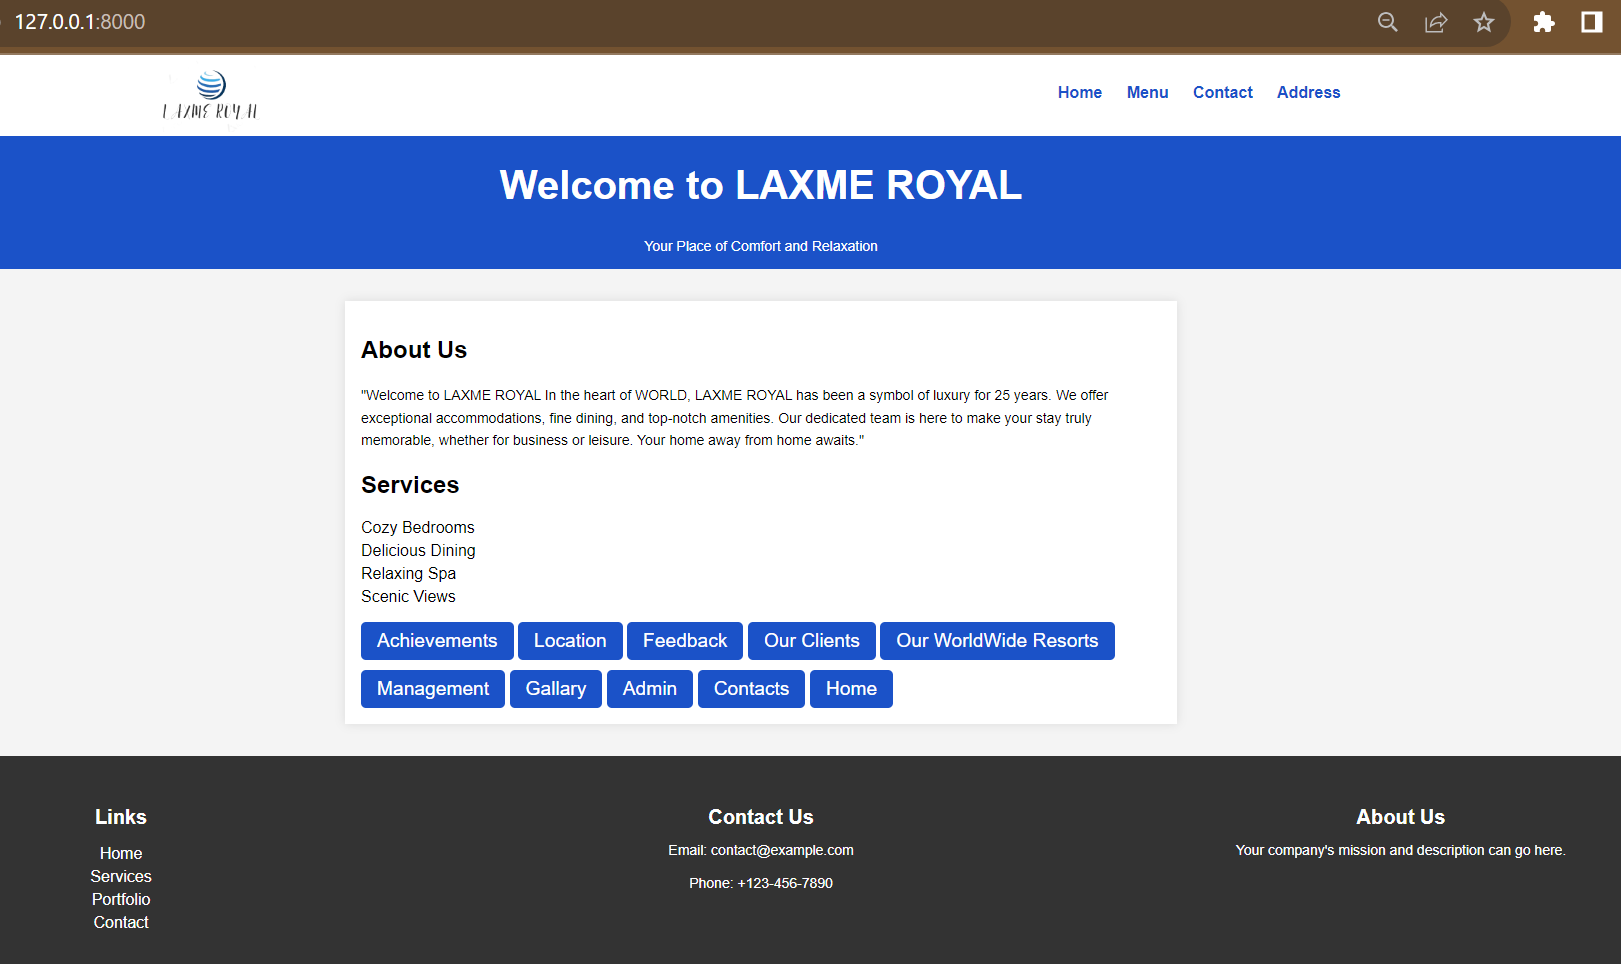 127.0.0.1:8000
LAXME ROYAL
Home Menu Contact Address
Welcome to LAXME ROYAL
Your Place of Comfort and Relaxation
About Us
"Welcome to LAXME ROYAL In the heart of WORLD, LAXME ROYAL has been a symbol of luxury for 25 years. We offer
exceptional accommodations, fine dining, and top-notch amenities. Our dedicated team is here to make your stay truly
memorable, whether for business or leisure. Your home away from home awaits."
Services
Cozy Bedrooms
Delicious Dining
Relaxing Spa
Scenic Views
Achievements Location Feedback Our Clients Our WorldWide Resorts
Management Gallary Admin Contacts Home
Links
Home
Services
Portfolio
Contact
Contact Us
Email: contact@example.com
Phone: +123-456-7890
About Us
Your company's mission and description can go here.